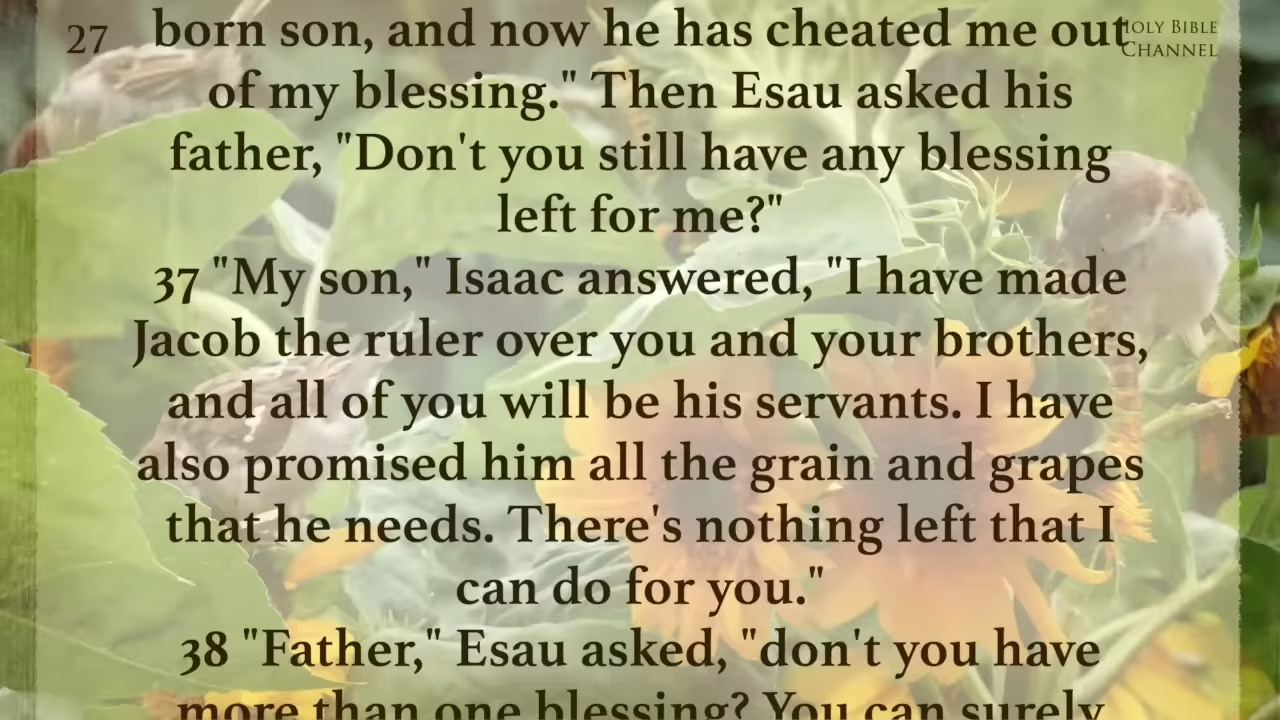 27
HOLY BIBLE
CHANNEL
born son, and now he has cheated me out
of my blessing." Then Esau asked his
father, "Don't you still have any blessing
left for me?"
37 "My son," Isaac answered, "I have made
Jacob the ruler over you and your brothers,
and all of you will be his servants. I have
also promised him all the grain and grapes
that he needs. There's nothing left that I
can do for you."
38 "Father," Esau asked, "don't you have
more than one blessing? You can surely